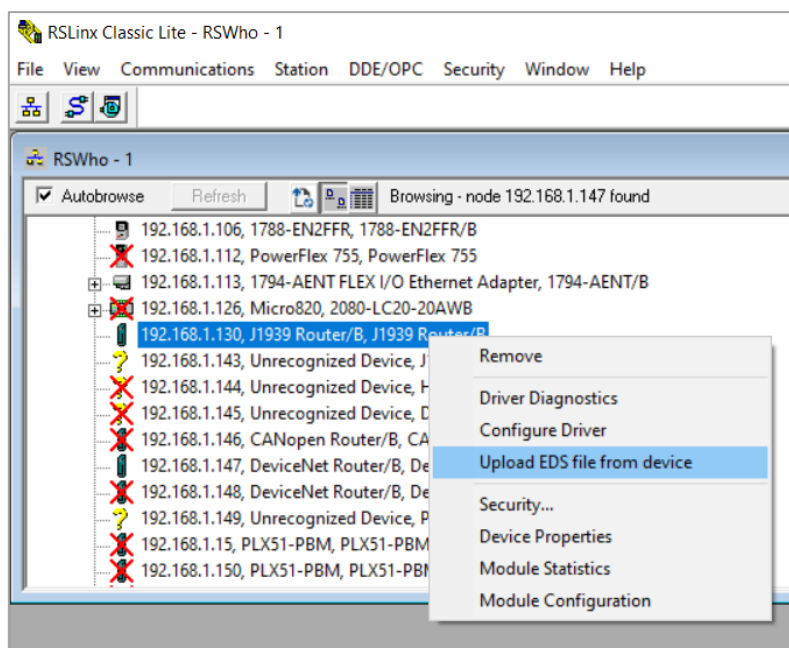 RSLinx Classic Lite - RSWho - 1
File View Communications Station DDE/OPC Security Window Help
RSWho - 1
Autobrowse Refresh Browsing - node 192.168.1.147 found
192.168.1.106, 1788-EN2FFR, 1788-EN2FFR/B
192.168.1.112, PowerFlex 755, PowerFlex 755
192.168.1.113, 1794-AENT FLEX I/O Ethernet Adapter, 1794-AENT/B
192.168.1.126, Micro820, 2080-LC20-20AWB
192.168.1.130, J1939 Router/B, J1939 Router/B
192.168.1.143, Unrecognized Device, J
192.168.1.144, Unrecognized Device, H
192.168.1.145, Unrecognized Device, D
192.168.1.146, CANopen Router/B, CA
192.168.1.147, DeviceNet Router/B, De
192.168.1.148, DeviceNet Router/B, De
192.168.1.149, Unrecognized Device, P
192.168.1.15, PLX51-PBM, PLX51-PBM
192.168.1.150, PLX51-PBM, PLX51-PBM
Remove
Driver Diagnostics
Configure Driver
Upload EDS file from device
Security...
Device Properties
Module Statistics
Module Configuration